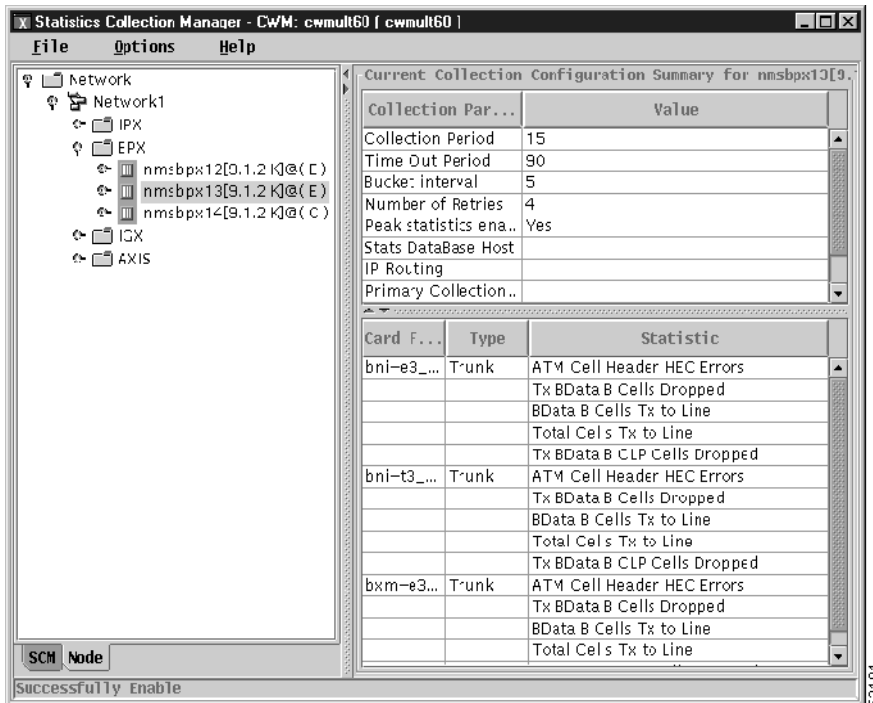 X Statistics Collection Manager - CWM: cwmult60 [ cwmult60 ]
File Options Help
Network
Network1
IPX
BPX
nmsbpx12[9.1.2 K]@( E )
nmsbpx13[9.1.2 K]@( E )
nmsbpx14[9.1.2 K]@( C )
IGX
AXIS
SCM Node
Current Collection Configuration Summary for nmsbpx13[9.
Collection Par... Value
Collection Period 15
Time Out Period 90
Bucket interval 5
Number of Retries 4
Peak statistics ena.. Yes
Stats DataBase Host
IP Routing
Primary Collection ..
Card F... Type Statistic
bni-e3_... Trunk ATM Cell Header HEC Errors
Tx BData B Cells Dropped
BData B Cells Tx to Line
Total Cells Tx to Line
Tx BData B CLP Cells Dropped
bni-t3_... Trunk ATM Cell Header HEC Errors
Tx BData B Cells Dropped
BData B Cells Tx to Line
Total Cells Tx to Line
Tx BData B CLP Cells Dropped
bxm-e3... Trunk ATM Cell Header HEC Errors
Tx BData B Cells Dropped
BData B Cells Tx to Line
Total Cells Tx to Line
Successfully Enable